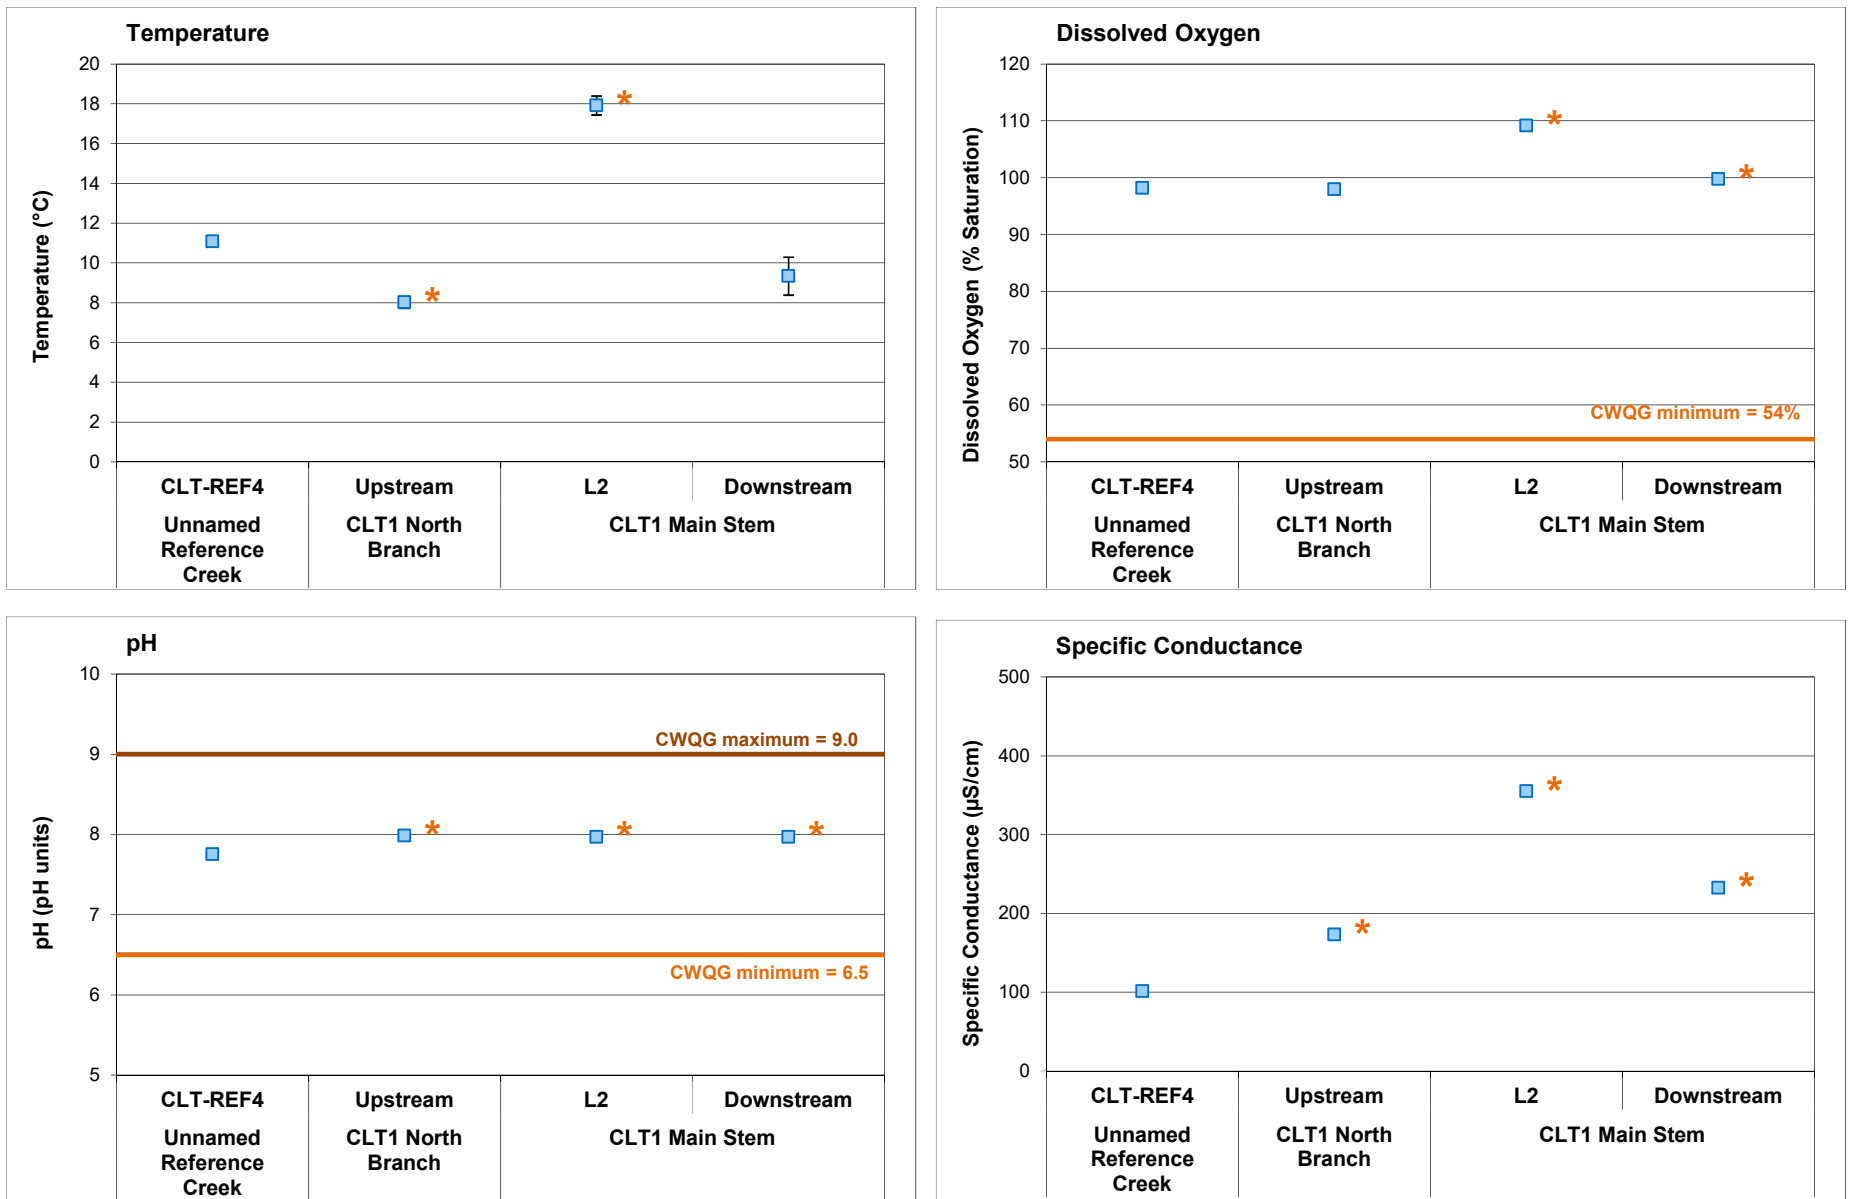 Temperature
Temperature (°C)
20
18
16
14
12
10
8
6
4
2
0
*
*
CLT-REF4
Upstream
L2
Downstream
Unnamed
Reference
Creek
CLT1 North
Branch
CLT1 Main Stem
Dissolved Oxygen
Dissolved Oxygen (% Saturation)
120
110
100
90
80
70
60
50
*
*
CWQG minimum = 54%
CLT-REF4
Upstream
L2
Downstream
Unnamed
Reference
Creek
CLT1 North
Branch
CLT1 Main Stem
pH
pH (pH units)
10
9
8
7
6
5
CWQG maximum = 9.0
*
*
*
CWQG minimum = 6.5
CLT-REF4
Upstream
L2
Downstream
Unnamed
Reference
Creek
CLT1 North
Branch
CLT1 Main Stem
Specific Conductance
Specific Conductance (µS/cm)
500
400
300
200
100
0
*
*
*
CLT-REF4
Upstream
L2
Downstream
Unnamed
Reference
Creek
CLT1 North
Branch
CLT1 Main Stem